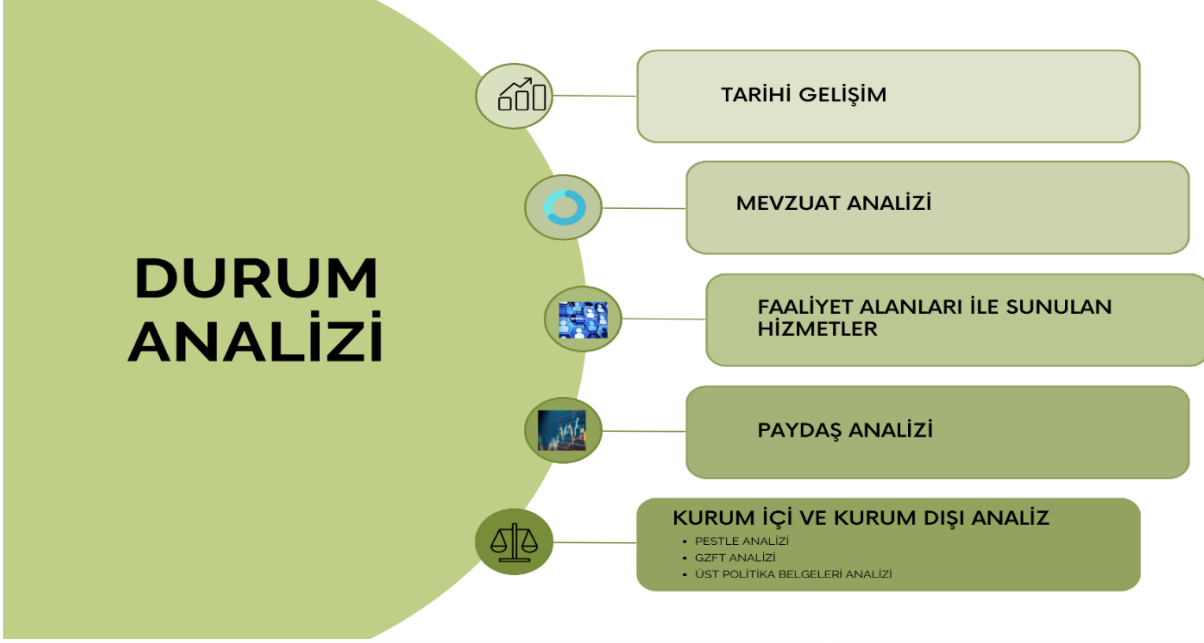 DURUM
ANALİZİ
TARİHİ GELİŞİM
MEVZUAT ANALİZİ
FAALİYET ALANLARI İLE SUNULAN
HİZMETLER
PAYDAŞ ANALİZİ
KURUM İÇİ VE KURUM DIŞI ANALİZ
• PESTLE ANALİZİ
• GZFT ANALİZİ
• ÜST POLİTİKA BELGELERİ ANALİZİ